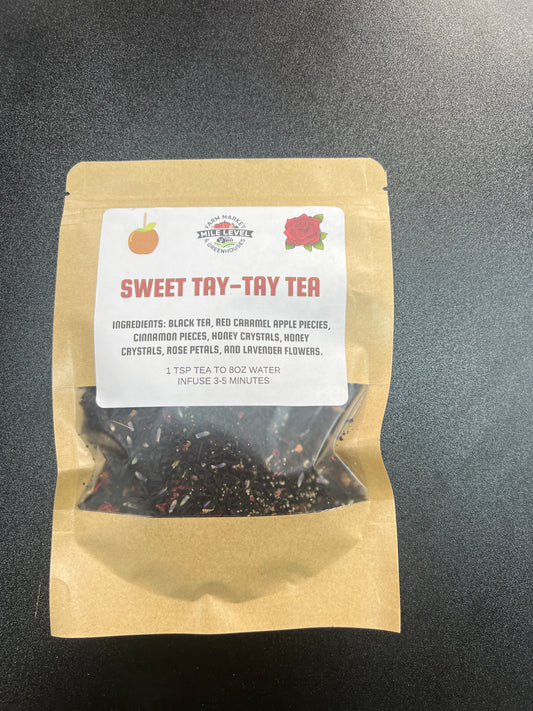 FARM MARKET
MILE LEVEL
& GREENHOUSES
SWEET TAY-TAY TEA
INGREDIENTS: BLACK TEA, RED CARAMEL APPLE PIECIES,
CINNAMON PIECES, HONEY CRYSTALS, HONEY
CRYSTALS, ROSE PETALS, AND LAVENDER FLOWERS.
1 TSP TEA TO 8OZ WATER
INFUSE 3-5 MINUTES